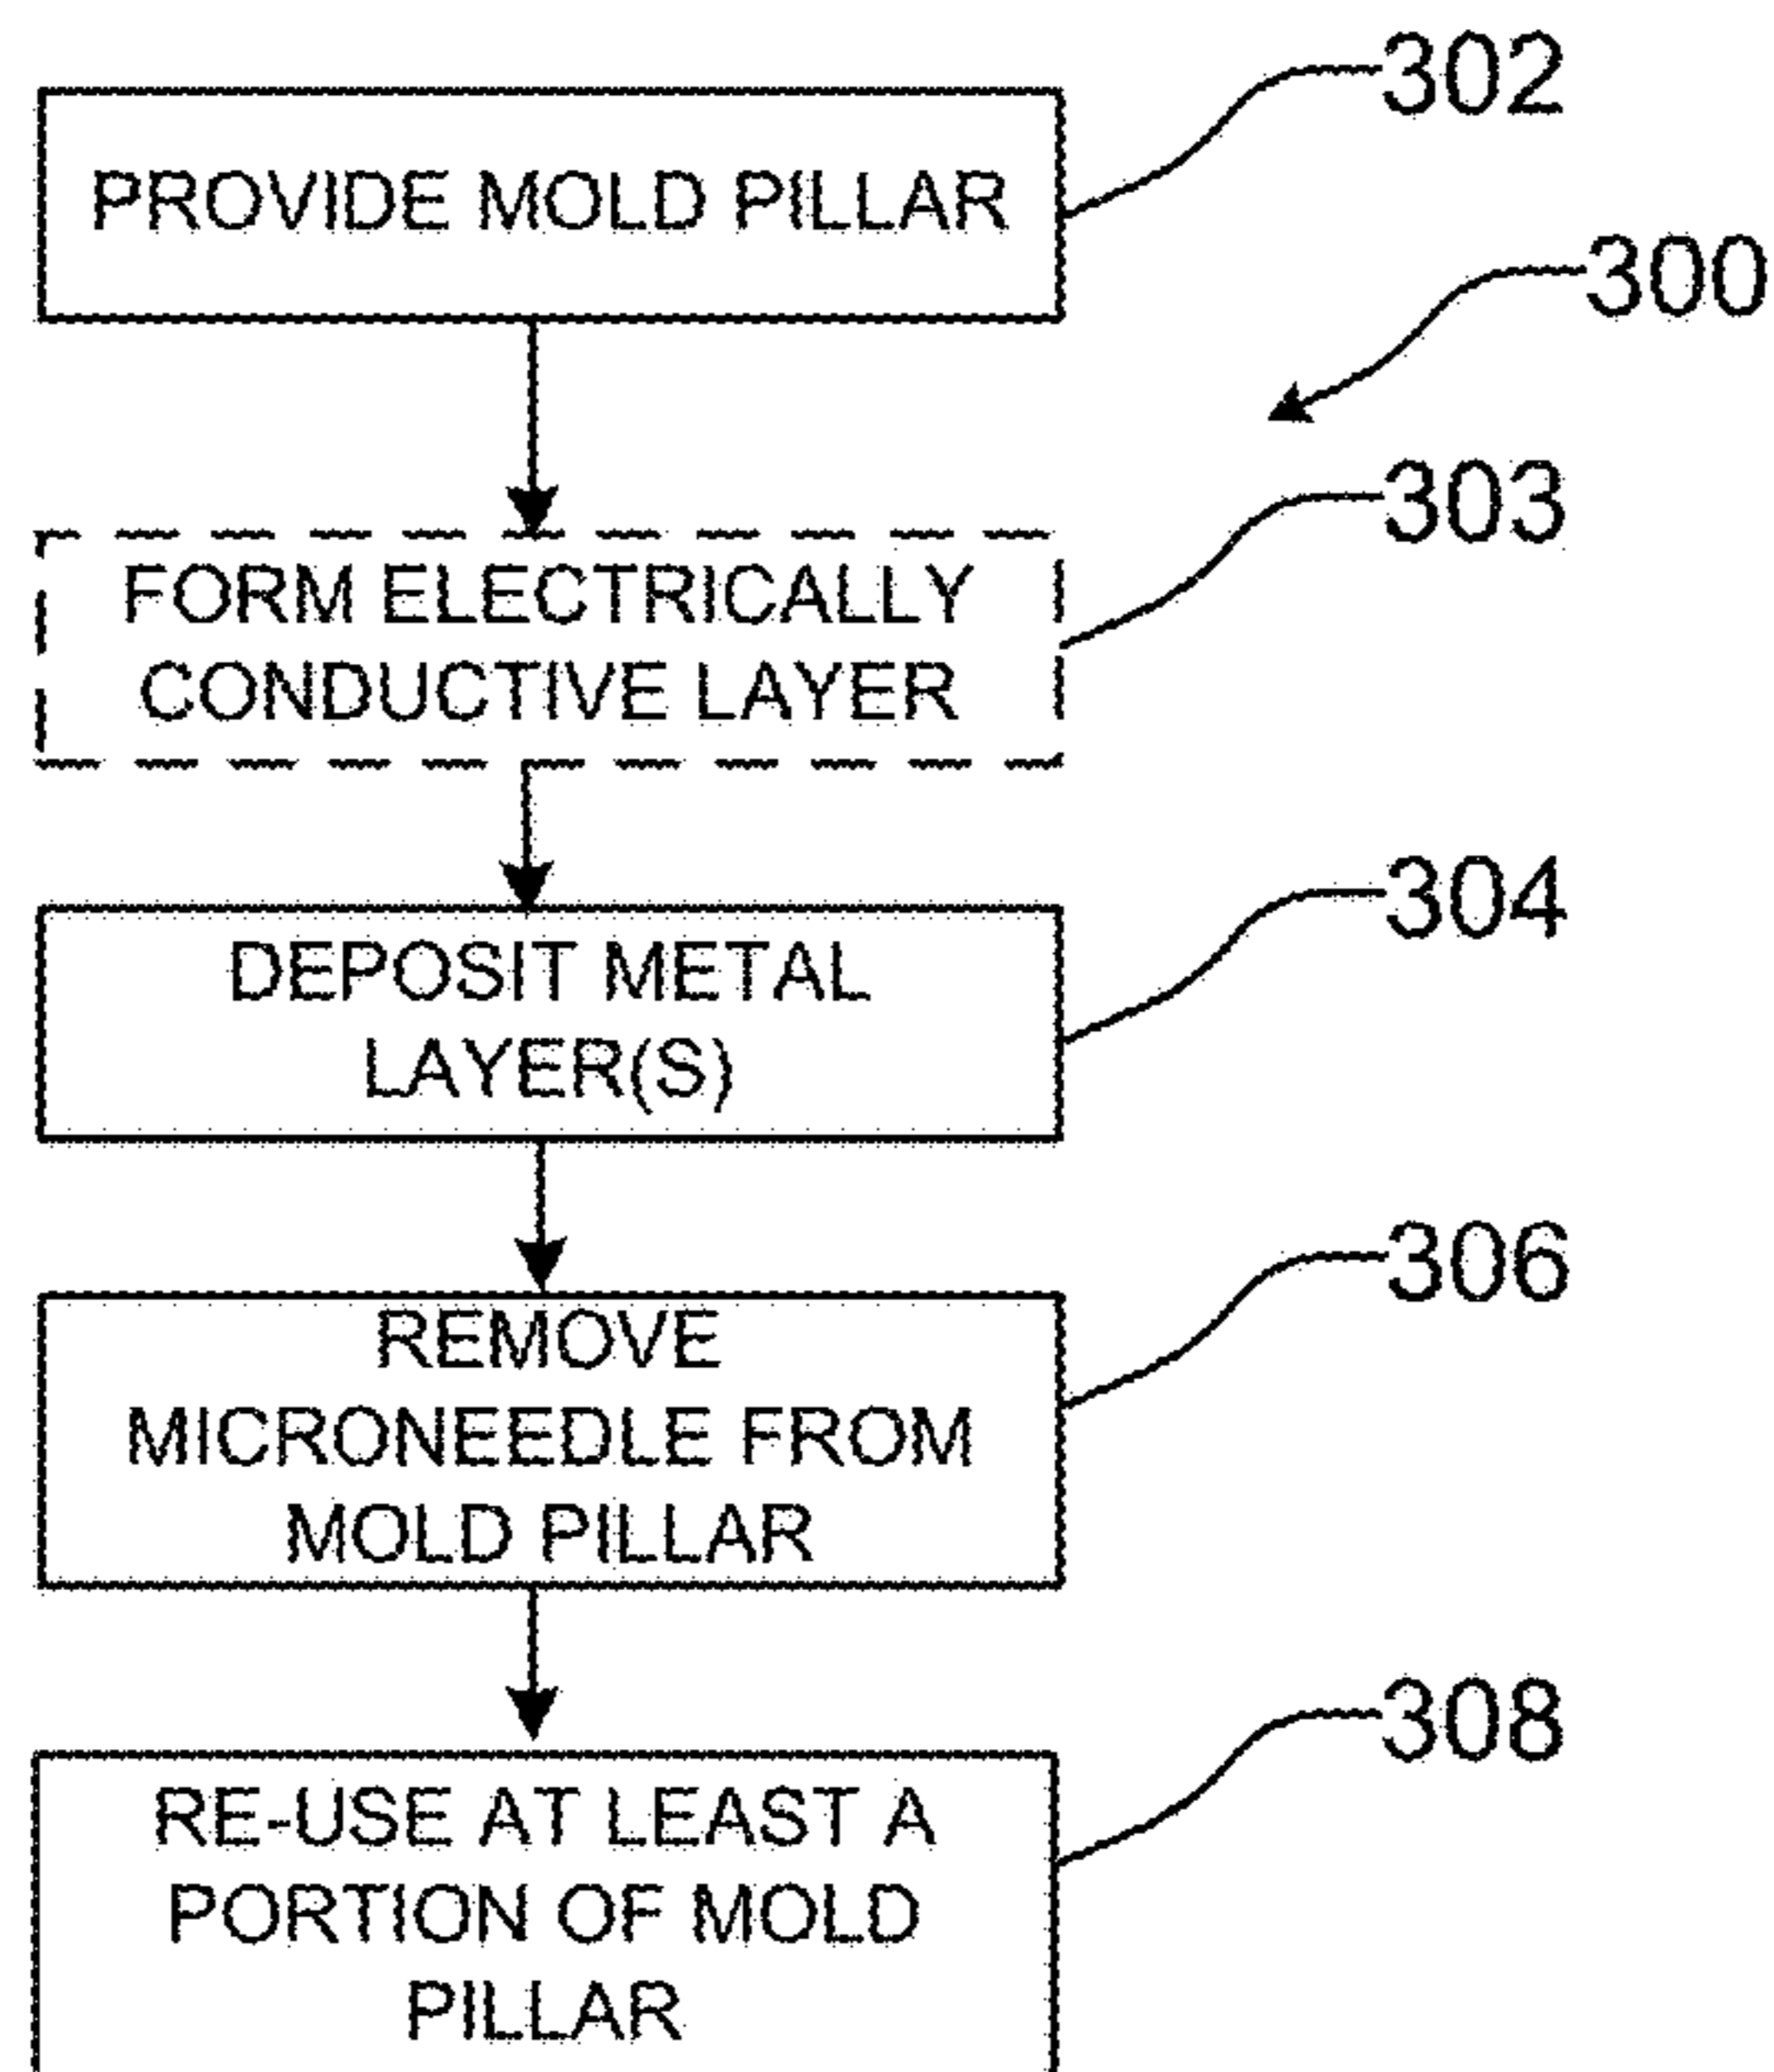 302
PROVIDE MOLD PILLAR
300
303
FORM ELECTRICALLY
CONDUCTIVE LAYER
304
DEPOSIT METAL
LAYER(S)
306
REMOVE
MICRONEEDLE FROM
MOLD PILLAR
308
RE-USE AT LEAST A
PORTION OF MOLD
PILLAR